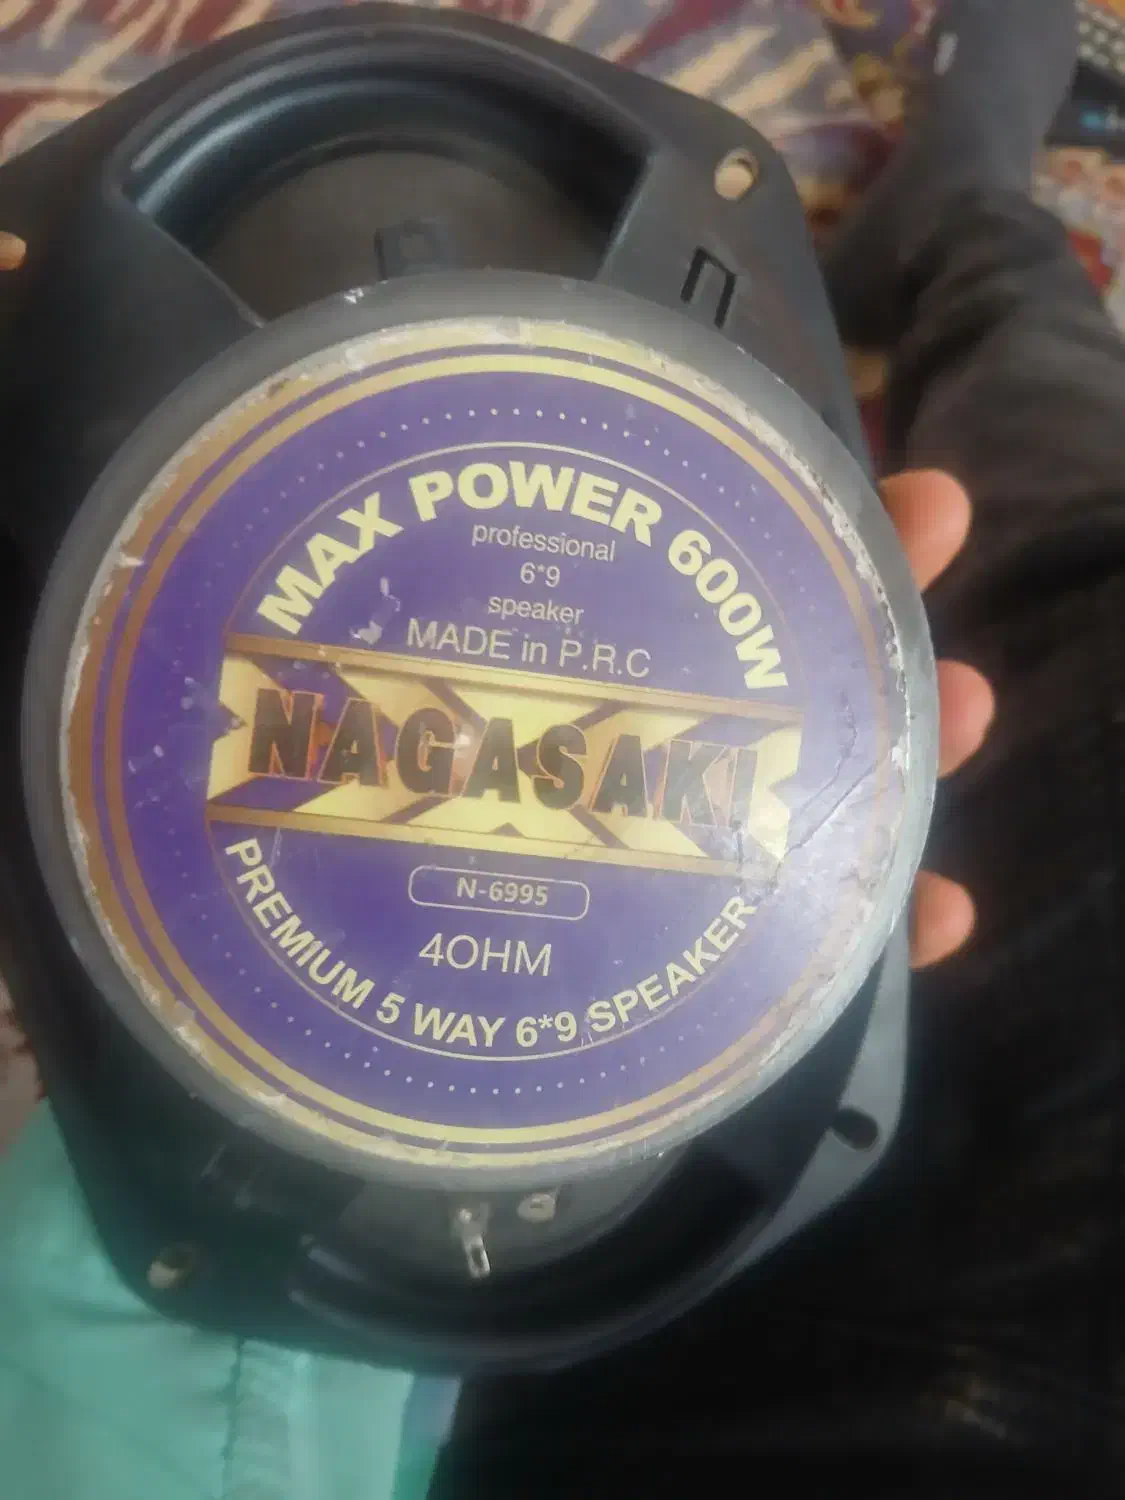 MAX POWER 600W
professional
6*9
speaker
MADE in P.R.C
NAGASAKI
N-6995
4OHM
PREMIUM 5 WAY 6*9 SPEAKER